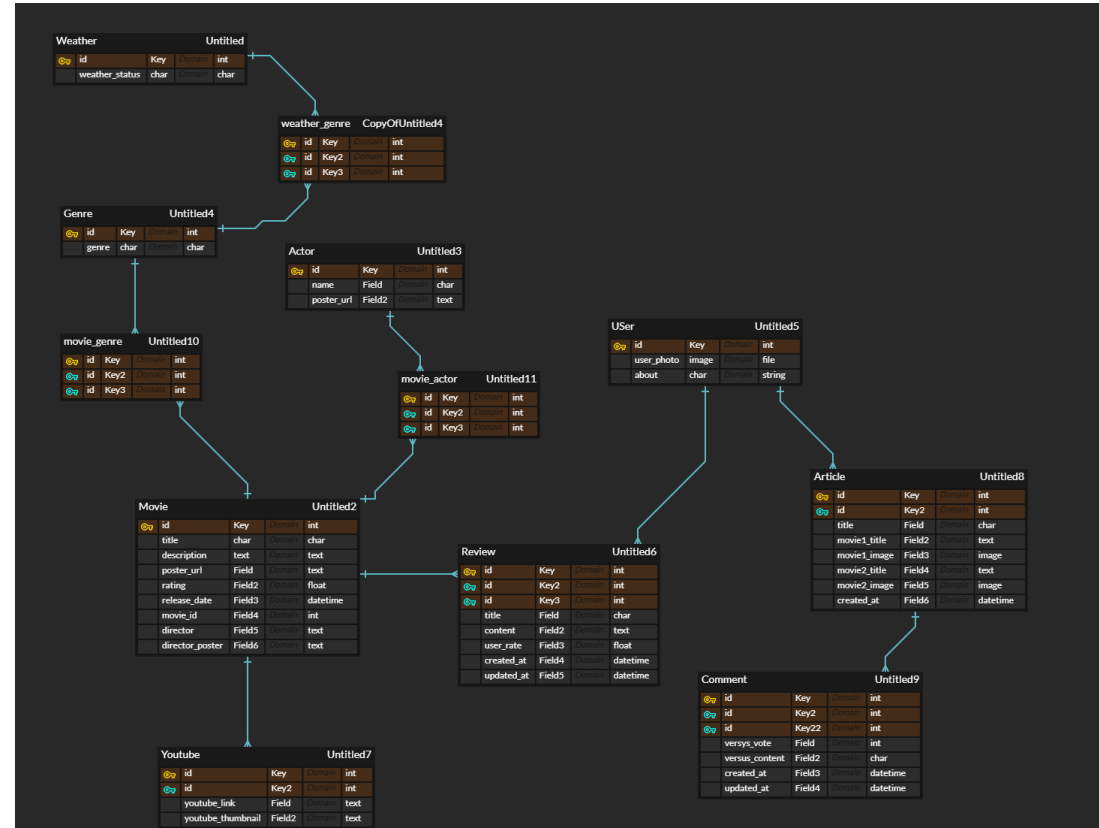 Weather Untitled
id Key Domain int
weather_status char Domain char
weather_genre CopyOfUntitled4
id Key Domain int
id Key2 Domain int
id Key3 Domain int
Genre Untitled4
id Key Domain int
genre char Domain char
Actor Untitled3
id Key Domain int
name Field Domain char
poster_url Field2 Domain text
movie_genre Untitled10
id Key Domain int
id Key2 Domain int
id Key3 Domain int
movie_actor Untitled11
id Key Domain int
id Key2 Domain int
id Key3 Domain int
USer Untitled5
id Key Domain int
user_photo image Domain file
about char Domain string
Article Untitled8
id Key Domain int
id Key2 Domain int
title Field Domain char
movie1_title Field2 Domain text
movie1_image Field3 Domain image
movie2_title Field4 Domain text
movie2_image Field5 Domain image
created_at Field6 Domain datetime
Movie Untitled2
id Key Domain int
title char Domain char
description text Domain text
poster_url Field Domain text
rating Field2 Domain float
release_date Field3 Domain datetime
movie_id Field4 Domain int
director Field5 Domain text
director_poster Field6 Domain text
Review Untitled6
id Key Domain int
id Key2 Domain int
id Key3 Domain int
title Field Domain char
content Field2 Domain text
user_rate Field3 Domain float
created_at Field4 Domain datetime
updated_at Field5 Domain datetime
Comment Untitled9
id Key Domain int
id Key2 Domain int
id Key22 Domain int
versys_vote Field Domain int
versus_content Field2 Domain char
created_at Field3 Domain datetime
updated_at Field4 Domain datetime
Youtube Untitled7
id Key Domain int
id Key2 Domain int
youtube_link Field Domain text
youtube_thumbnail Field2 Domain text